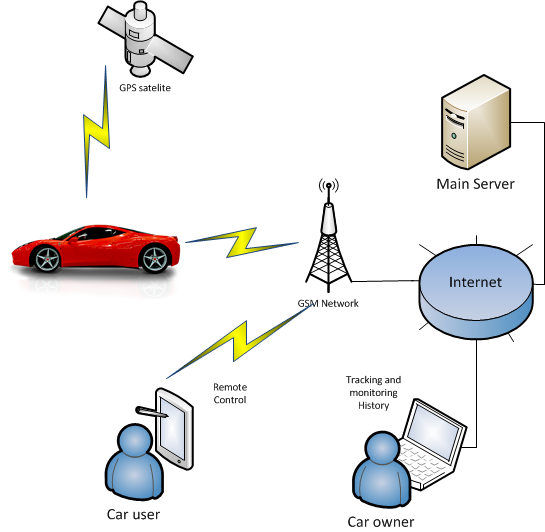 GPS satelite
Main Server
Internet
GSM Network
Remote
Control
Tracking and
monitoring
History
Car user
Car owner